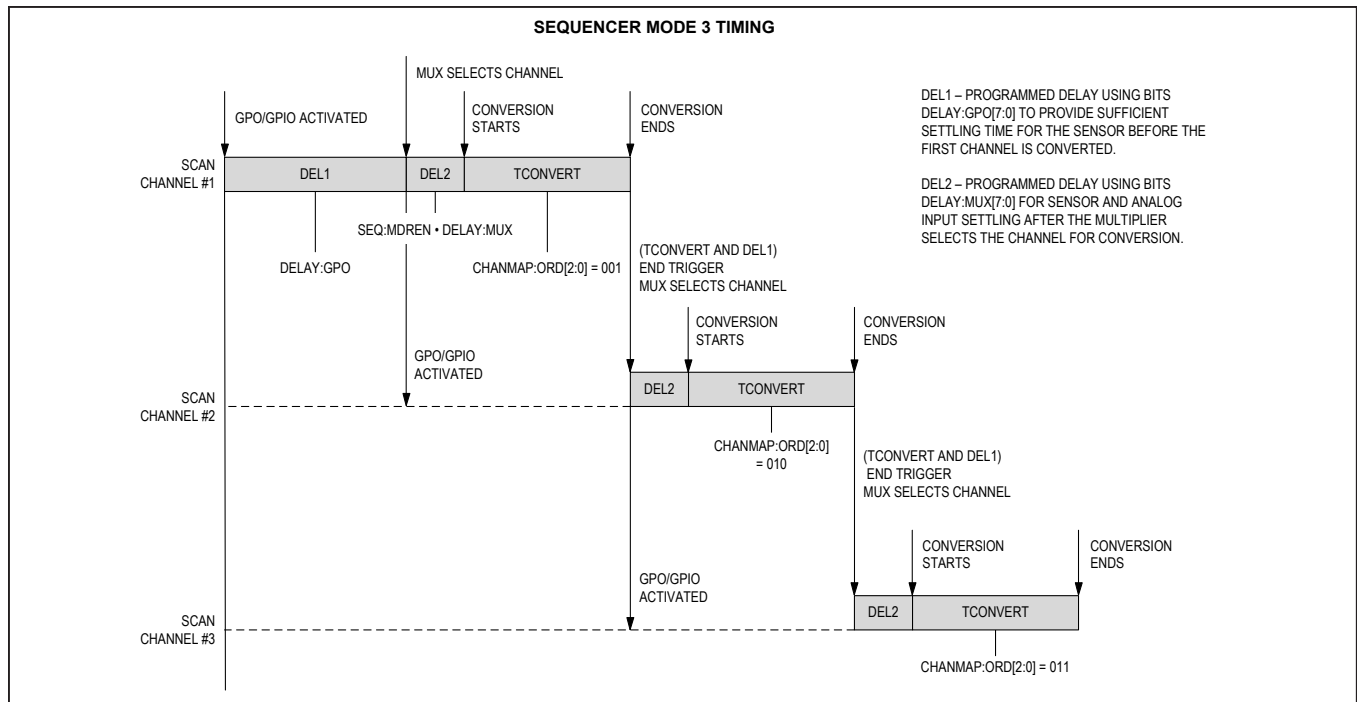 SEQUENCER MODE 3 TIMING
MUX SELECTS CHANNEL
GPO/GPIO ACTIVATED
CONVERSION
STARTS
CONVERSION
ENDS
DEL1 – PROGRAMMED DELAY USING BITS
DELAY:GPO[7:0] TO PROVIDE SUFFICIENT
SETTLING TIME FOR THE SENSOR BEFORE THE
FIRST CHANNEL IS CONVERTED.
DEL2 – PROGRAMMED DELAY USING BITS
DELAY:MUX[7:0] FOR SENSOR AND ANALOG
INPUT SETTLING AFTER THE MULTIPLIER
SELECTS THE CHANNEL FOR CONVERSION.
SCAN
CHANNEL #1
DEL1
DEL2
TCONVERT
SEQ:MDREN • DELAY:MUX
DELAY:GPO
CHANMAP:ORD[2:0] = 001
(TCONVERT AND DEL1)
END TRIGGER
MUX SELECTS CHANNEL
CONVERSION
STARTS
CONVERSION
ENDS
GPO/GPIO
ACTIVATED
SCAN
CHANNEL #2
DEL2
TCONVERT
CHANMAP:ORD[2:0]
= 010
(TCONVERT AND DEL1)
END TRIGGER
MUX SELECTS CHANNEL
CONVERSION
STARTS
CONVERSION
ENDS
GPO/GPIO
ACTIVATED
SCAN
CHANNEL #3
DEL2
TCONVERT
CHANMAP:ORD[2:0] = 011